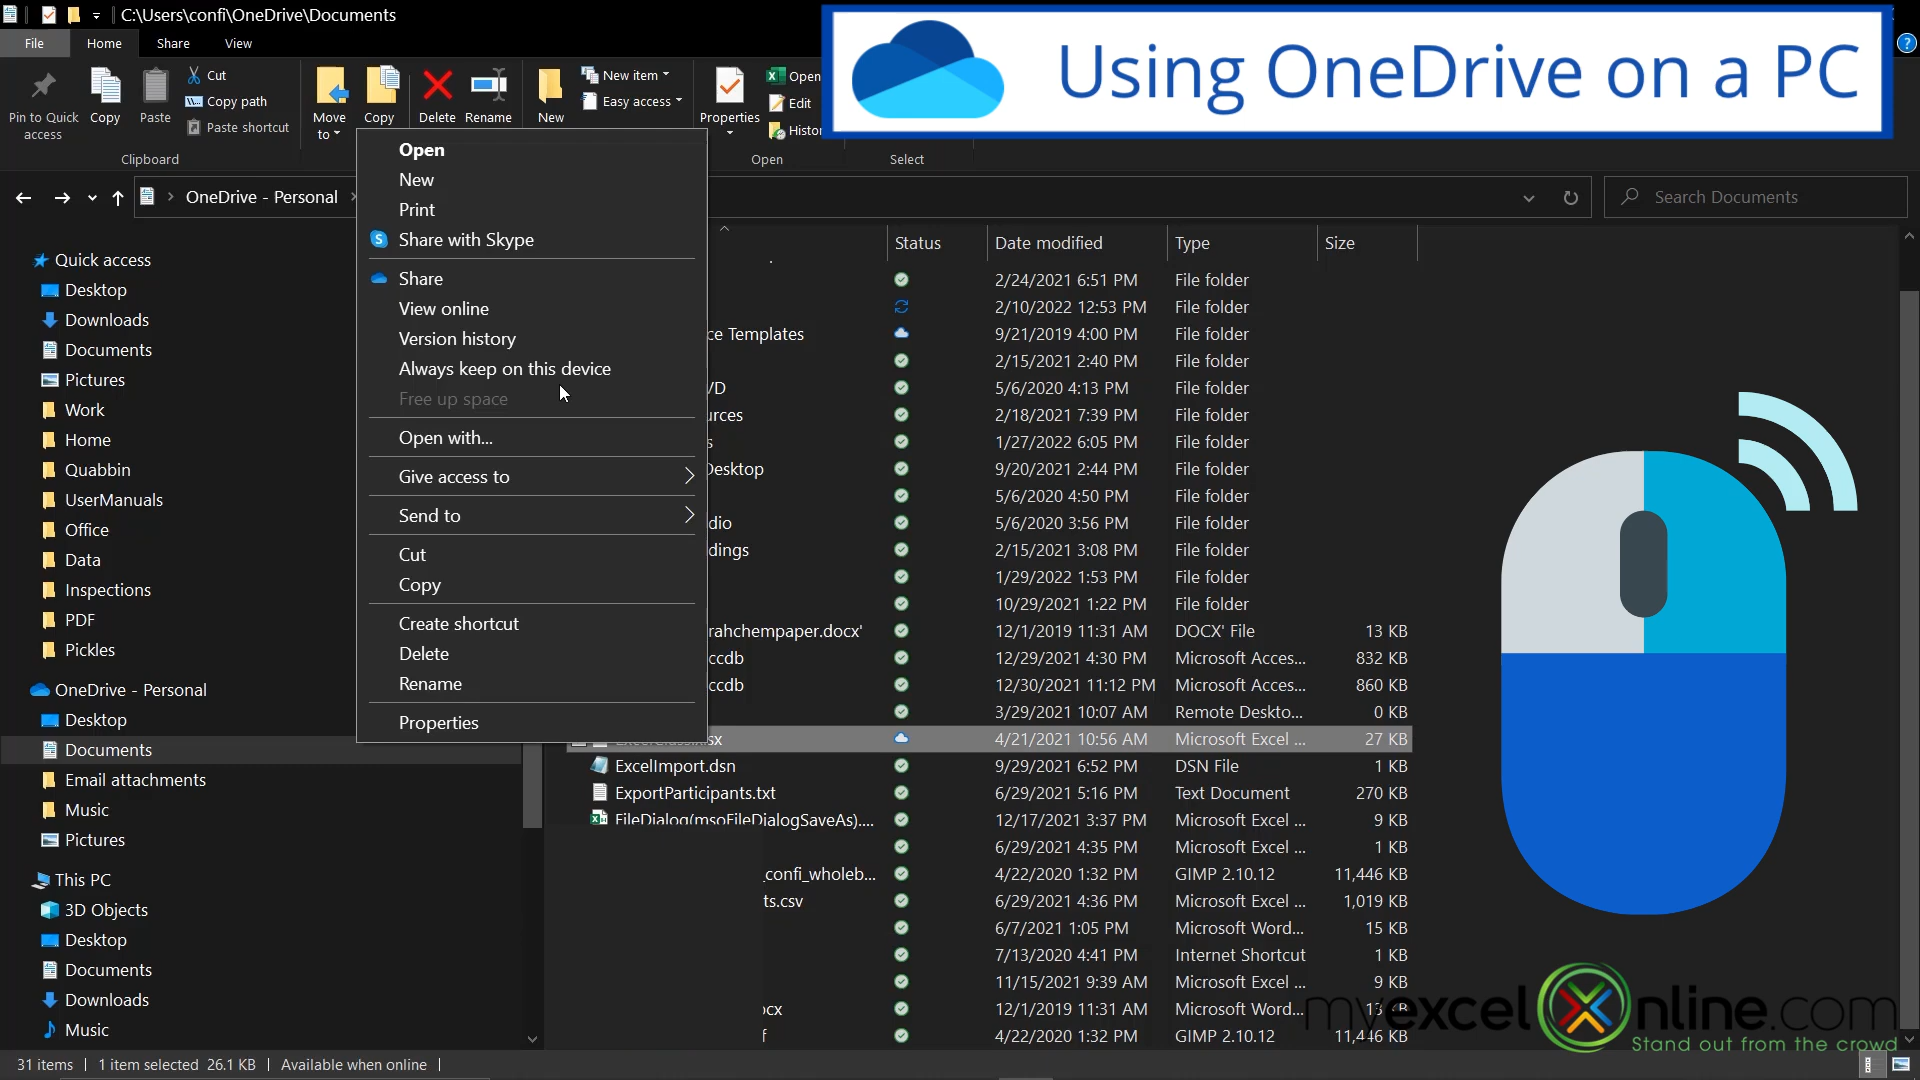 C:\Users\confi\OneDrive\Documents
Using OneDrive on a PC
File Home Share View
Pin to Quick access
Copy
Paste
Cut
Copy path
Paste shortcut
Move to
Copy
Delete
Rename
New
New item
Easy access
Properties
Open
Edit
Histor
Clipboard
Open
Select
OneDrive - Personal
Search Documents
Quick access
Desktop
Downloads
Documents
Pictures
Work
Home
Quabbin
UserManuals
Office
Data
Inspections
PDF
Pickles
OneDrive - Personal
Desktop
Documents
Email attachments
Music
Pictures
This PC
3D Objects
Desktop
Documents
Downloads
Music
Open
New
Print
Share with Skype
Share
View online
Version history
Always keep on this device
Free up space
Open with...
Give access to
Send to
Cut
Copy
Create shortcut
Delete
Rename
Properties
Status Date modified Type Size
2/24/2021 6:51 PM File folder
2/10/2022 12:53 PM File folder
ce Templates 9/21/2019 4:00 PM File folder
2/15/2021 2:40 PM File folder
VD 5/6/2020 4:13 PM File folder
urces 2/18/2021 7:39 PM File folder
s 1/27/2022 6:05 PM File folder
Desktop 9/20/2021 2:44 PM File folder
5/6/2020 4:50 PM File folder
dio 5/6/2020 3:56 PM File folder
dings 2/15/2021 3:08 PM File folder
1/29/2022 1:53 PM File folder
10/29/2021 1:22 PM File folder
rahchempaper.docx' 12/1/2019 11:31 AM DOCX' File 13 KB
ccdb 12/29/2021 4:30 PM Microsoft Acces... 832 KB
ccdb 12/30/2021 11:12 PM Microsoft Acces... 860 KB
3/29/2021 10:07 AM Remote Deskto... 0 KB
sx 4/21/2021 10:56 AM Microsoft Excel ... 27 KB
ExcelImport.dsn 9/29/2021 6:52 PM DSN File 1 KB
ExportParticipants.txt 6/29/2021 5:16 PM Text Document 270 KB
FileDialog(msoFileDialogSaveAs).... 12/17/2021 3:37 PM Microsoft Excel ... 9 KB
6/29/2021 4:35 PM Microsoft Excel ... 1 KB
_confi_wholeb... 4/22/2020 1:32 PM GIMP 2.10.12 11,446 KB
ts.csv 6/29/2021 4:36 PM Microsoft Excel ... 1,019 KB
6/7/2021 1:05 PM Microsoft Word... 15 KB
7/13/2020 4:41 PM Internet Shortcut 1 KB
11/15/2021 9:39 AM Microsoft Excel ... 9 KB
ocx 12/1/2019 11:31 AM Microsoft Word... 13 KB
f 4/22/2020 1:32 PM GIMP 2.10.12 11,446 KB
myexcelonline.com
Stand out from the crowd
31 items 1 item selected 26.1 KB Available when online